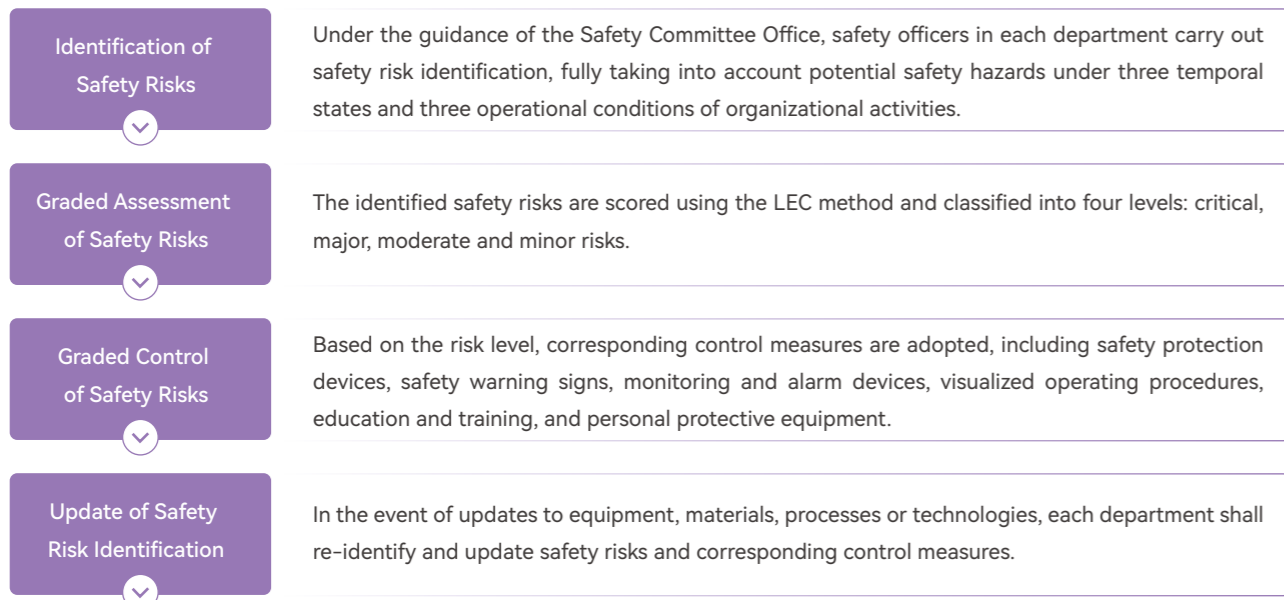 Identification of
Safety Risks
Under the guidance of the Safety Committee Office, safety officers in each department carry out
safety risk identification, fully taking into account potential safety hazards under three temporal
states and three operational conditions of organizational activities.
Graded Assessment
of Safety Risks
The identified safety risks are scored using the LEC method and classified into four levels: critical,
major, moderate and minor risks.
Graded Control
of Safety Risks
Based on the risk level, corresponding control measures are adopted, including safety protection
devices, safety warning signs, monitoring and alarm devices, visualized operating procedures,
education and training, and personal protective equipment.
Update of Safety
Risk Identification
In the event of updates to equipment, materials, processes or technologies, each department shall
re-identify and update safety risks and corresponding control measures.